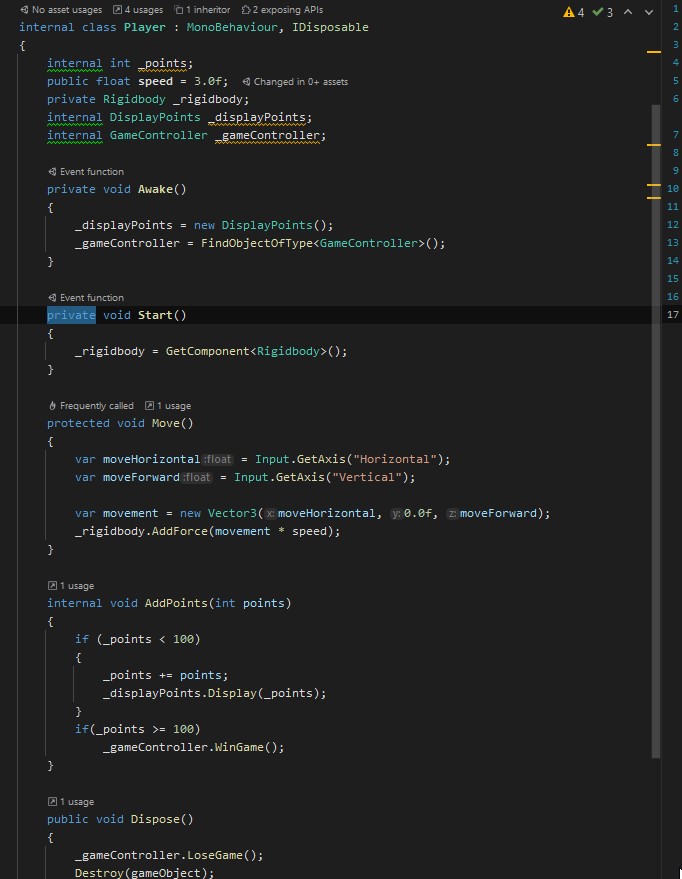 No asset usages 4 usages 1 inheritor 2 exposing APIs 4 3
internal class Player : MonoBehaviour, IDisposable
{
internal int _points;
public float speed = 3.0f; Changed in 0+ assets
private Rigidbody _rigidbody;
internal DisplayPoints _displayPoints;
internal GameController _gameController;
Event function
private void Awake()
{
_displayPoints = new DisplayPoints();
_gameController = FindObjectOfType<GameController>();
}
Event function
private void Start()
{
_rigidbody = GetComponent<Rigidbody>();
}
Frequently called 1 usage
protected void Move()
{
var moveHorizontal :float = Input.GetAxis("Horizontal");
var moveForward :float = Input.GetAxis("Vertical");
var movement = new Vector3(x: moveHorizontal, y: 0.0f, z: moveForward);
_rigidbody.AddForce(movement * speed);
}
1 usage
internal void AddPoints(int points)
{
if (_points < 100)
{
_points += points;
_displayPoints.Display(_points);
}
if(_points >= 100)
_gameController.WinGame();
}
1 usage
public void Dispose()
{
_gameController.LoseGame();
Destroy(gameObject);
1
2
3
4
5
6
7
8
9
10
11
12
13
14
15
16
17